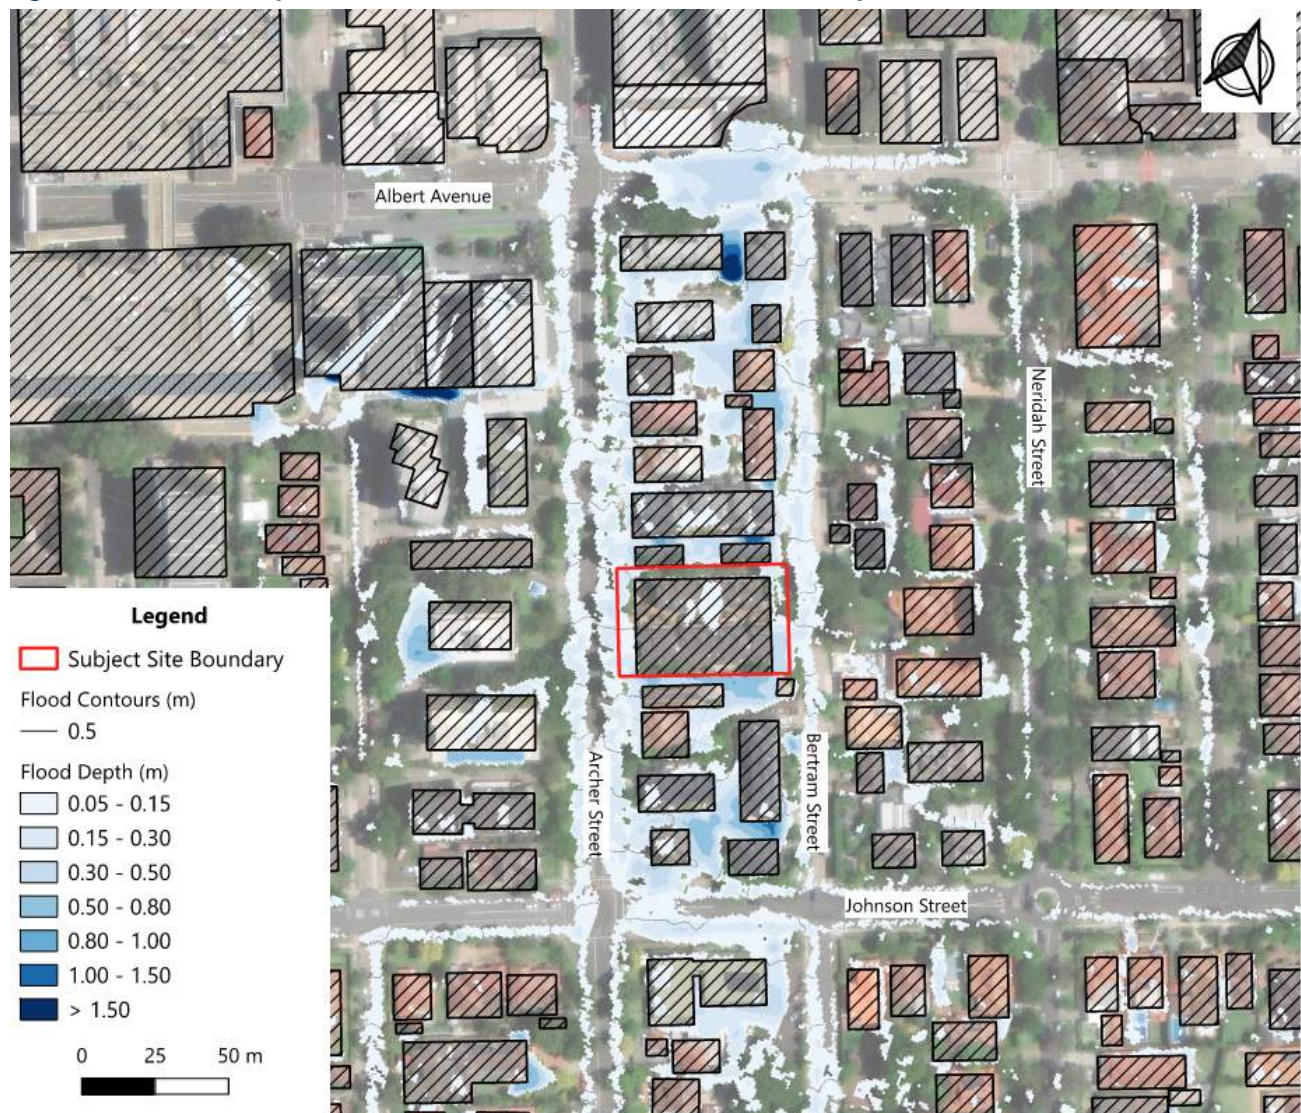 Albert Avenue
Neridah Street
Legend
Subject Site Boundary
Flood Contours (m)
0.5
Flood Depth (m)
0.05 - 0.15
0.15 - 0.30
0.30 - 0.50
0.50 - 0.80
0.80 - 1.00
1.00 - 1.50
> 1.50
0 25 50 m
Archer Street
Bertram Street
Johnson Street